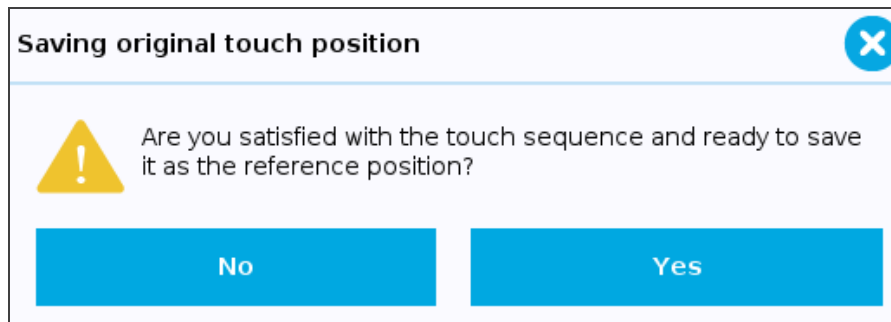 Saving original touch position
Are you satisfied with the touch sequence and ready to save
it as the reference position?
No
Yes